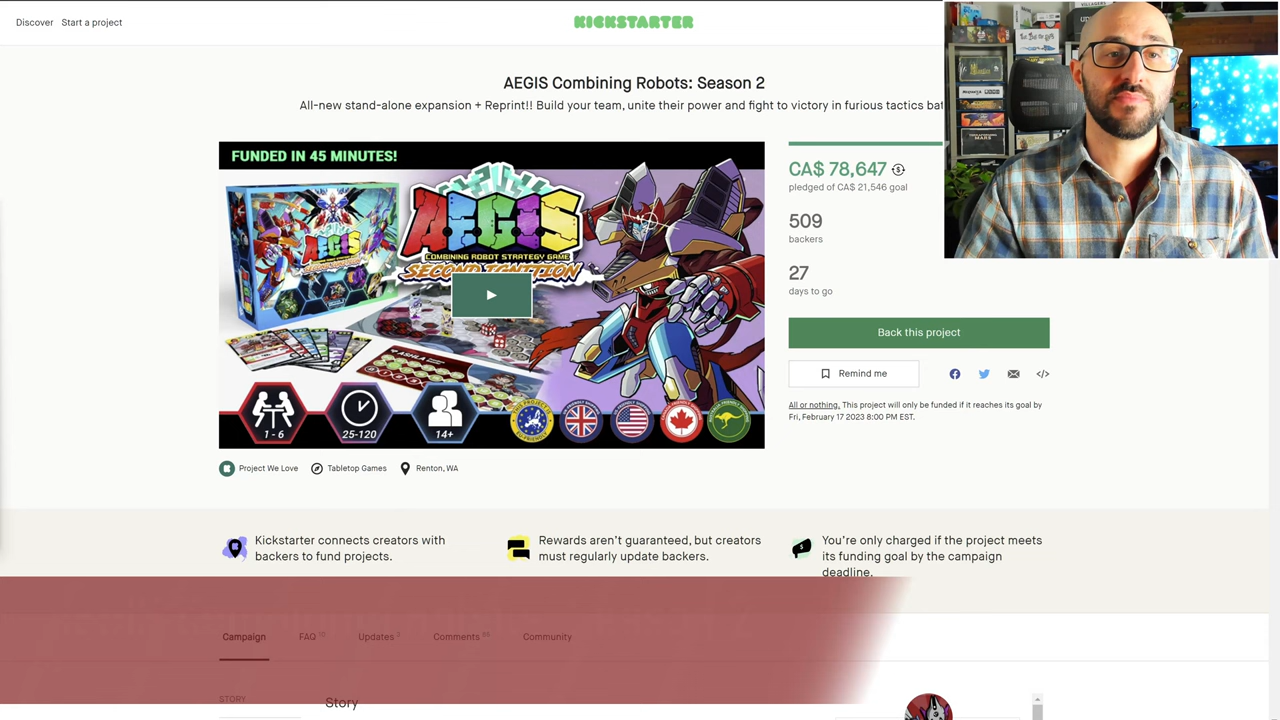 Discover Start a project
KICKSTARTER
AEGIS Combining Robots: Season 2
All-new stand-alone expansion + Reprint!! Build your team, unite their power and fight to victory in furious tactics bat
FUNDED IN 45 MINUTES!
AEGIS
COMBINING ROBOT STRATEGY GAME
SECOND IGNITION
AEGIS
ASHLA
1 - 6
25-120
14+
CA$ 78,647
pledged of CA$ 21,546 goal
509
backers
27
days to go
Back this project
Remind me
All or nothing. This project will only be funded if it reaches its goal by
Fri, February 17 2023 8:00 PM EST.
Project We Love Tabletop Games Renton, WA
Kickstarter connects creators with
backers to fund projects.
Rewards aren't guaranteed, but creators
must regularly update backers.
You're only charged if the project meets
its funding goal by the campaign
deadline.
Campaign FAQ 10 Updates 2 Comments 85 Community
STORY
Story